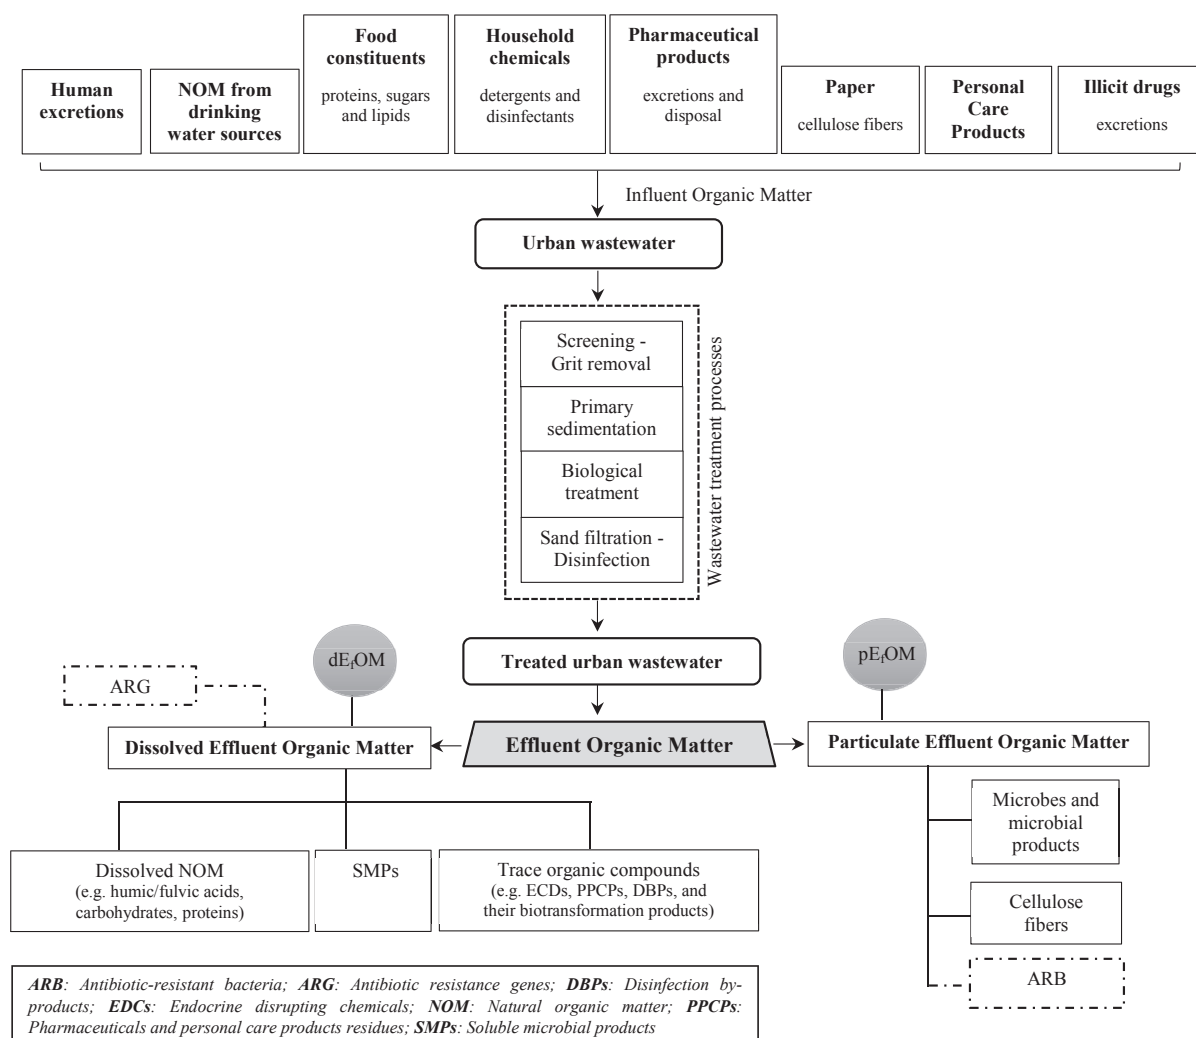 Human
excretions
NOM from
drinking
water sources
Food
constituents
proteins, sugars
and lipids
Household
chemicals
detergents and
disinfectants
Pharmaceutical
products
excretions and
disposal
Paper
cellulose fibers
Personal
Care
Products
Illicit drugs
excretions
Influent Organic Matter
Urban wastewater
Screening -
Grit removal
Primary
sedimentation
Biological
treatment
Sand filtration -
Disinfection
Wastewater treatment processes
Treated urban wastewater
dEfOM
pEfOM
ARG
Dissolved Effluent Organic Matter
Effluent Organic Matter
Particulate Effluent Organic Matter
Dissolved NOM
(e.g. humic/fulvic acids,
carbohydrates, proteins)
SMPs
Trace organic compounds
(e.g. ECDs, PPCPs, DBPs, and
their biotransformation products)
Microbes and
microbial
products
Cellulose
fibers
ARB
ARB: Antibiotic-resistant bacteria; ARG: Antibiotic resistance genes; DBPs: Disinfection by-
products; EDCs: Endocrine disrupting chemicals; NOM: Natural organic matter; PPCPs:
Pharmaceuticals and personal care products residues; SMPs: Soluble microbial products